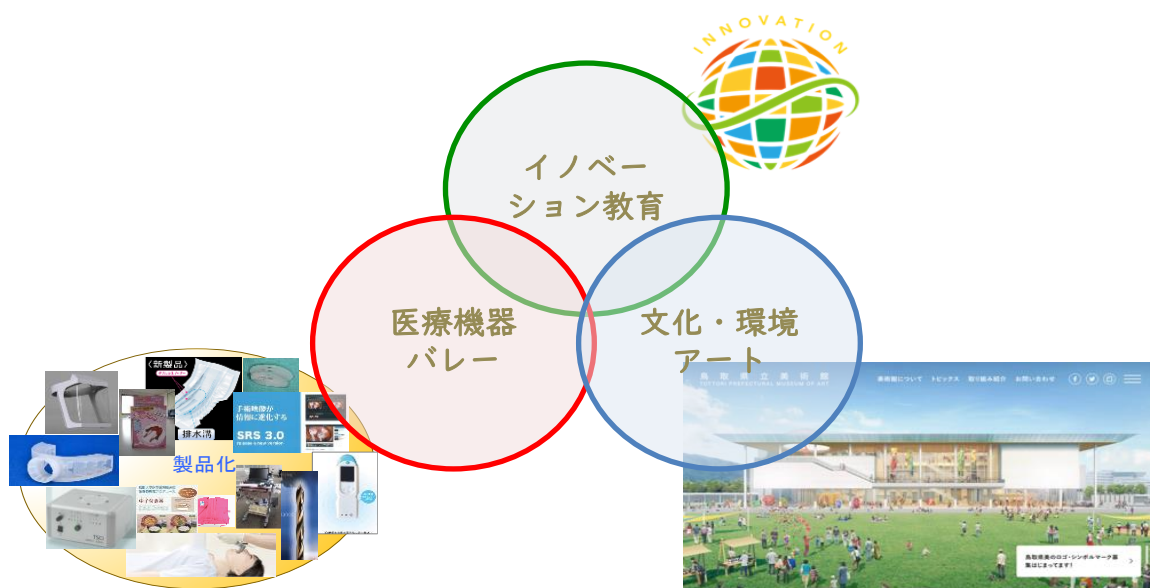 INNOVATION
イノベー
ション教育
医療機器
バレー
文化・環境
アート
鳥取県立美術館
TOTTORI PREFECTURAL MUSEUM OF ART
美術館について トピックス 取り組み紹介 お問い合わせ
鳥取県美のロゴ・シンボルマーク募
集はじまってます!
〈新製品〉
排水溝
手術映像が
情報に進化する
SRS 3.0
製品化
TSO